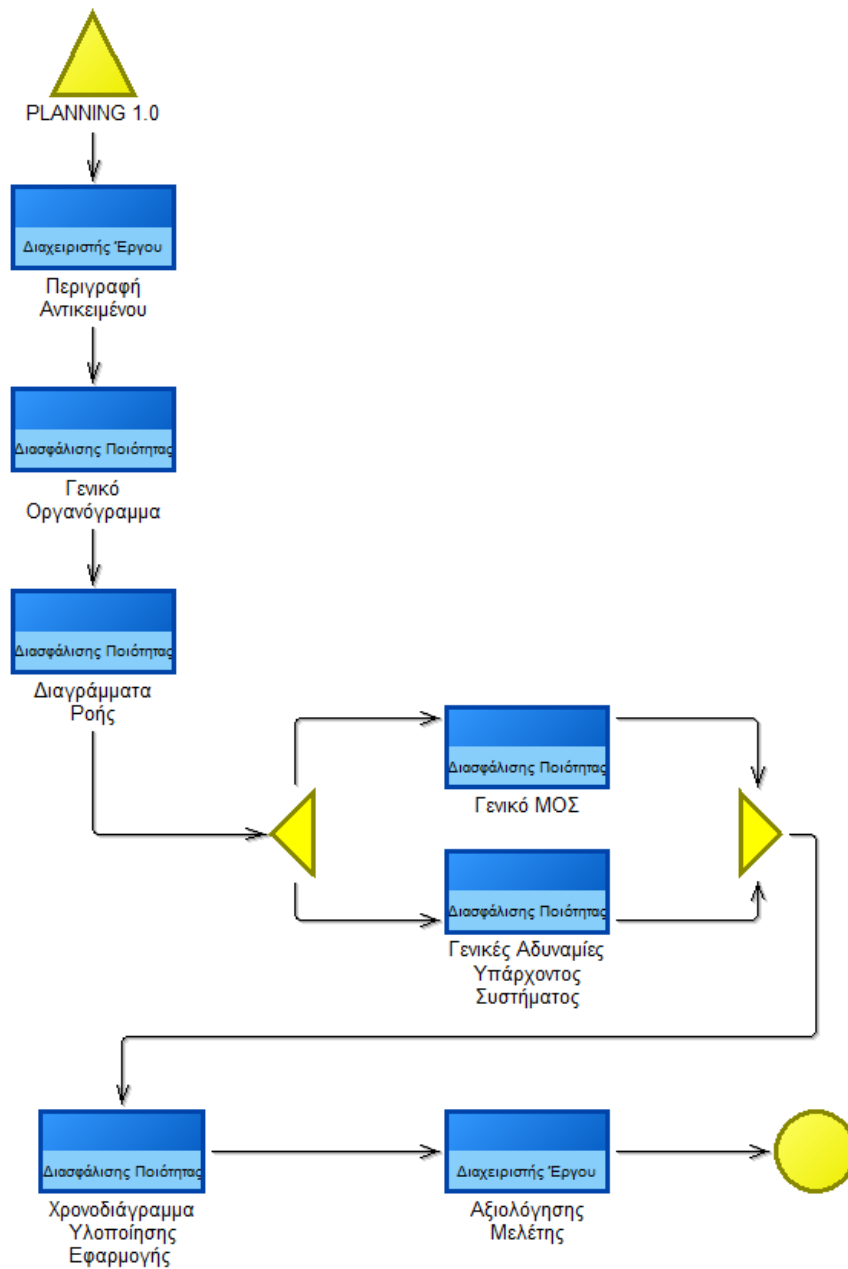 PLANNING 1.0
Διαχειριστής Έργου
Περιγραφή
Αντικειμένου
Διασφάλισης Ποιότητας
Γενικό
Οργανόγραμμα
Διασφάλισης Ποιότητας
Διαγράμματα
Ροής
Διασφάλισης Ποιότητας
Γενικό ΜΟΣ
Διασφάλισης Ποιότητας
Γενικές Αδυναμίες
Υπάρχοντος
Συστήματος
Διασφάλισης Ποιότητας
Χρονοδιάγραμμα
Υλοποίησης
Εφαρμογής
Διαχειριστής Έργου
Αξιολόγησης
Μελέτης